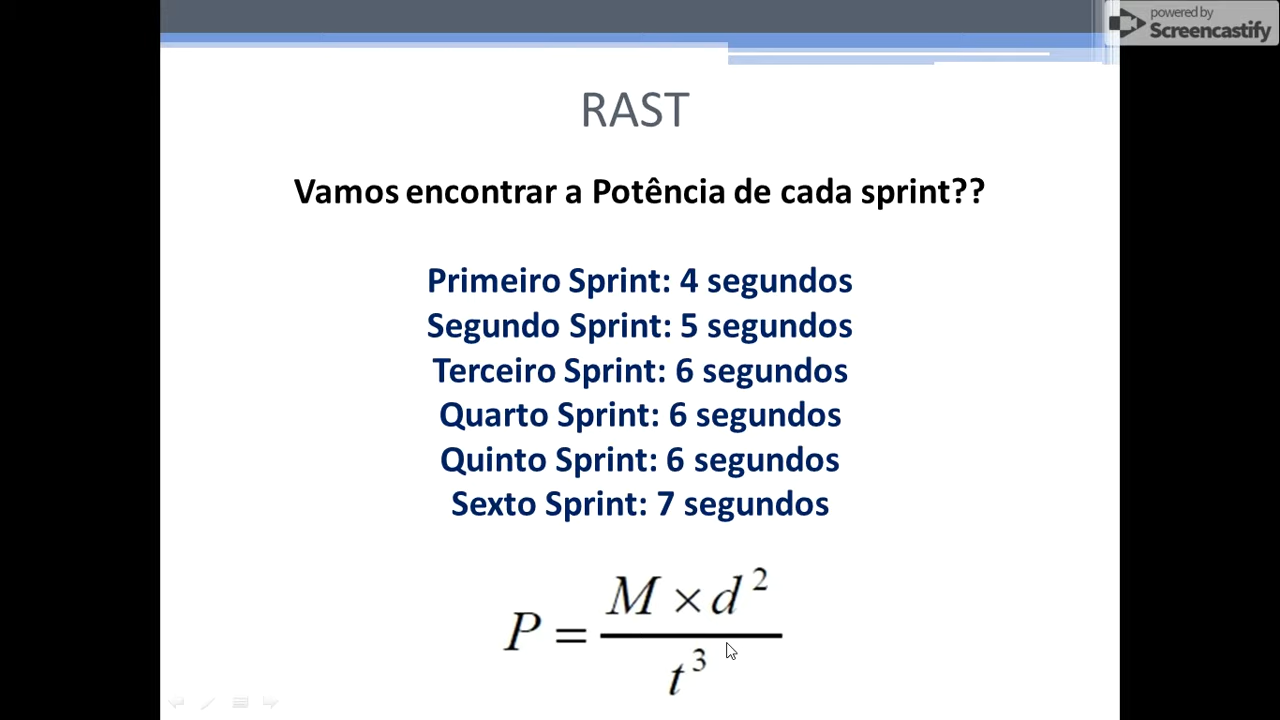 powered by
Screencastify
RAST
Vamos encontrar a Potência de cada sprint??
Primeiro Sprint: 4 segundos
Segundo Sprint: 5 segundos
Terceiro Sprint: 6 segundos
Quarto Sprint: 6 segundos
Quinto Sprint: 6 segundos
Sexto Sprint: 7 segundos
P = M × d² / t³